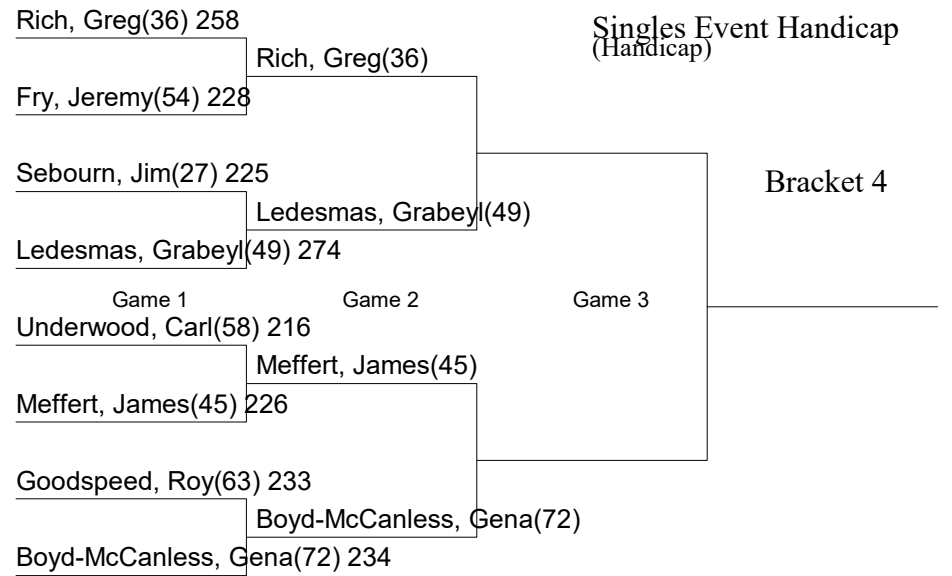 Rich, Greg(36) 258
Singles Event Handicap
(Handicap)
Rich, Greg(36)
Fry, Jeremy(54) 228
Sebourn, Jim(27) 225
Bracket 4
Ledesmas, Grabeyl(49)
Ledesmas, Grabeyl(49) 274
Game 1
Game 2
Game 3
Underwood, Carl(58) 216
Meffert, James(45)
Meffert, James(45) 226
Goodspeed, Roy(63) 233
Boyd-McCanless, Gena(72)
Boyd-McCanless, Gena(72) 234